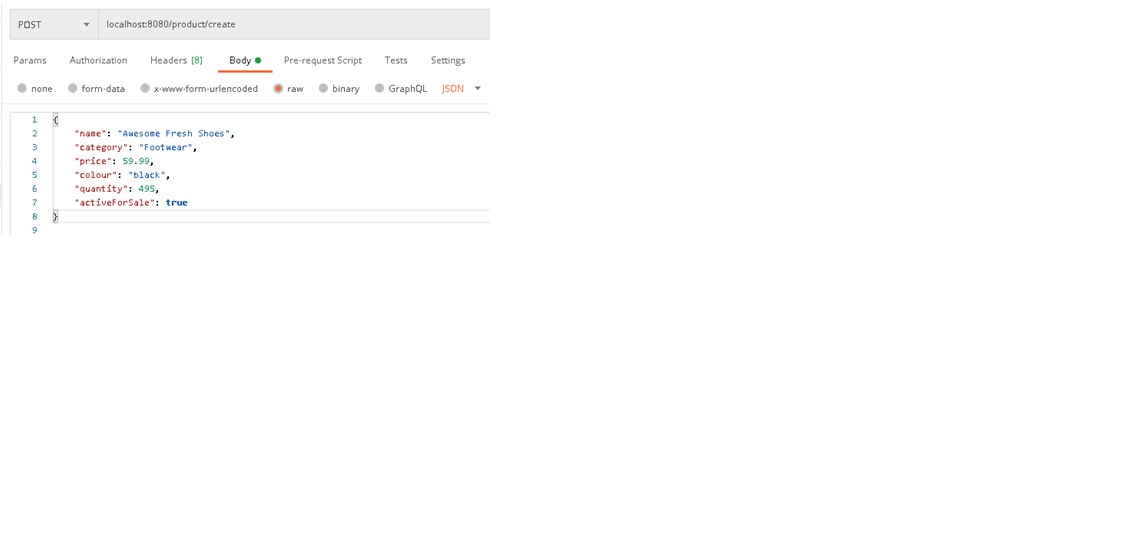 POST localhost:8080/product/create
Params Authorization Headers (8) Body Pre-request Script Tests Settings
none form-data x-www-form-urlencoded raw binary GraphQL JSON
1 {
2 "name": "Awesome Fresh Shoes",
3 "category": "Footwear",
4 "price": 59.99,
5 "colour": "black",
6 "quantity": 495,
7 "activeForSale": true
8 }
9